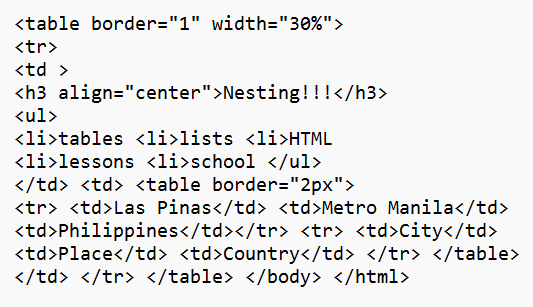 <table border="1" width="30%">
<tr>
<td >
<h3 align="center">Nesting!!!</h3>
<ul>
<li>tables <li>lists <li>HTML
<li>lessons <li>school </ul>
</td> <td> <table border="2px">
<tr> <td>Las Pinas</td> <td>Metro Manila</td>
<td>Philippines</td></tr> <tr> <td>City</td>
<td>Place</td> <td>Country</td> </tr> </table>
</td> </tr> </table> </body> </html>